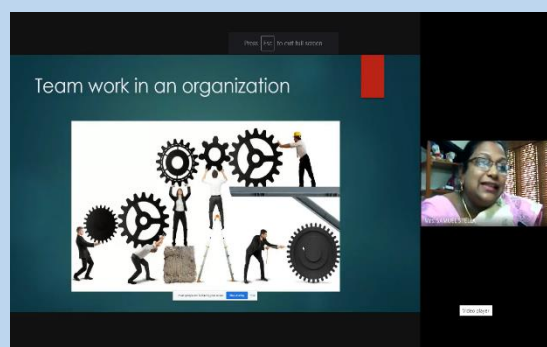 Press Esc to exit full screen
Team work in an organization
Video player